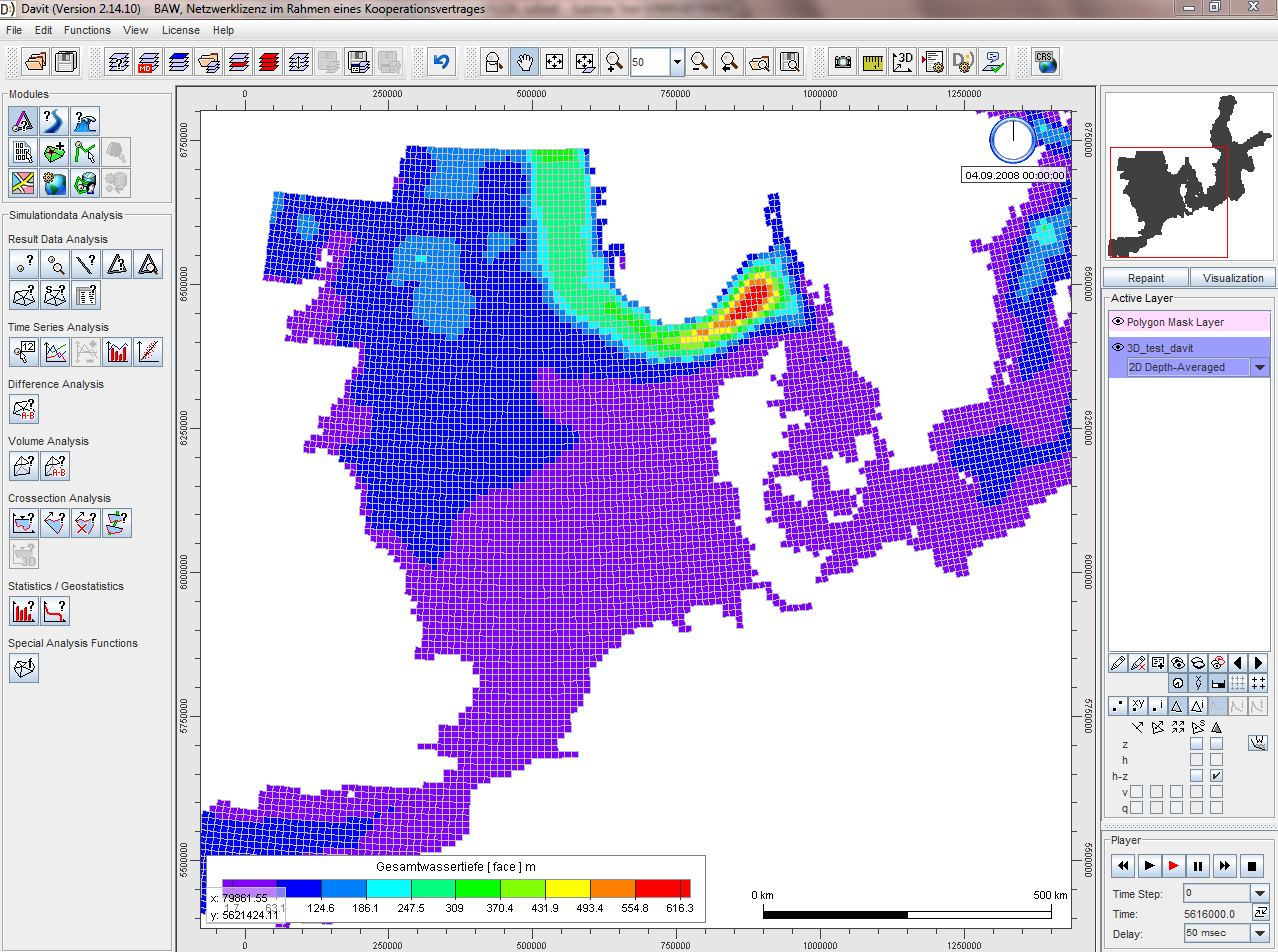 Davit (Version 2.14.10) BAW, Netzwerklizenz im Rahmen eines Kooperationsvertrages
File Edit Functions View License Help
50
Modules
Simulationdata Analysis
Result Data Analysis
Time Series Analysis
Difference Analysis
Volume Analysis
Crossection Analysis
Statistics / Geostatistics
Special Analysis Functions
0 250000 500000 750000 1000000 1250000
6750000
6500000
6250000
6000000
5750000
5500000
6750000
6500000
6250000
6000000
5750000
5500000
04.09.2008 00:00:00
Gesamtwassertiefe [ face ] m
1.7 63.1 124.6 186.1 247.5 309 370.4 431.9 493.4 554.8 616.3
x: 79861.55
y: 5621424.11
0 km 500 km
0 250000 500000 750000 1000000 1250000
Repaint Visualization
Active Layer
Polygon Mask Layer
3D_test_davit
2D Depth-Averaged
z
h
h-z
v
q
Player
Time Step: 0
Time: 5616000.0
Delay: 50 msec